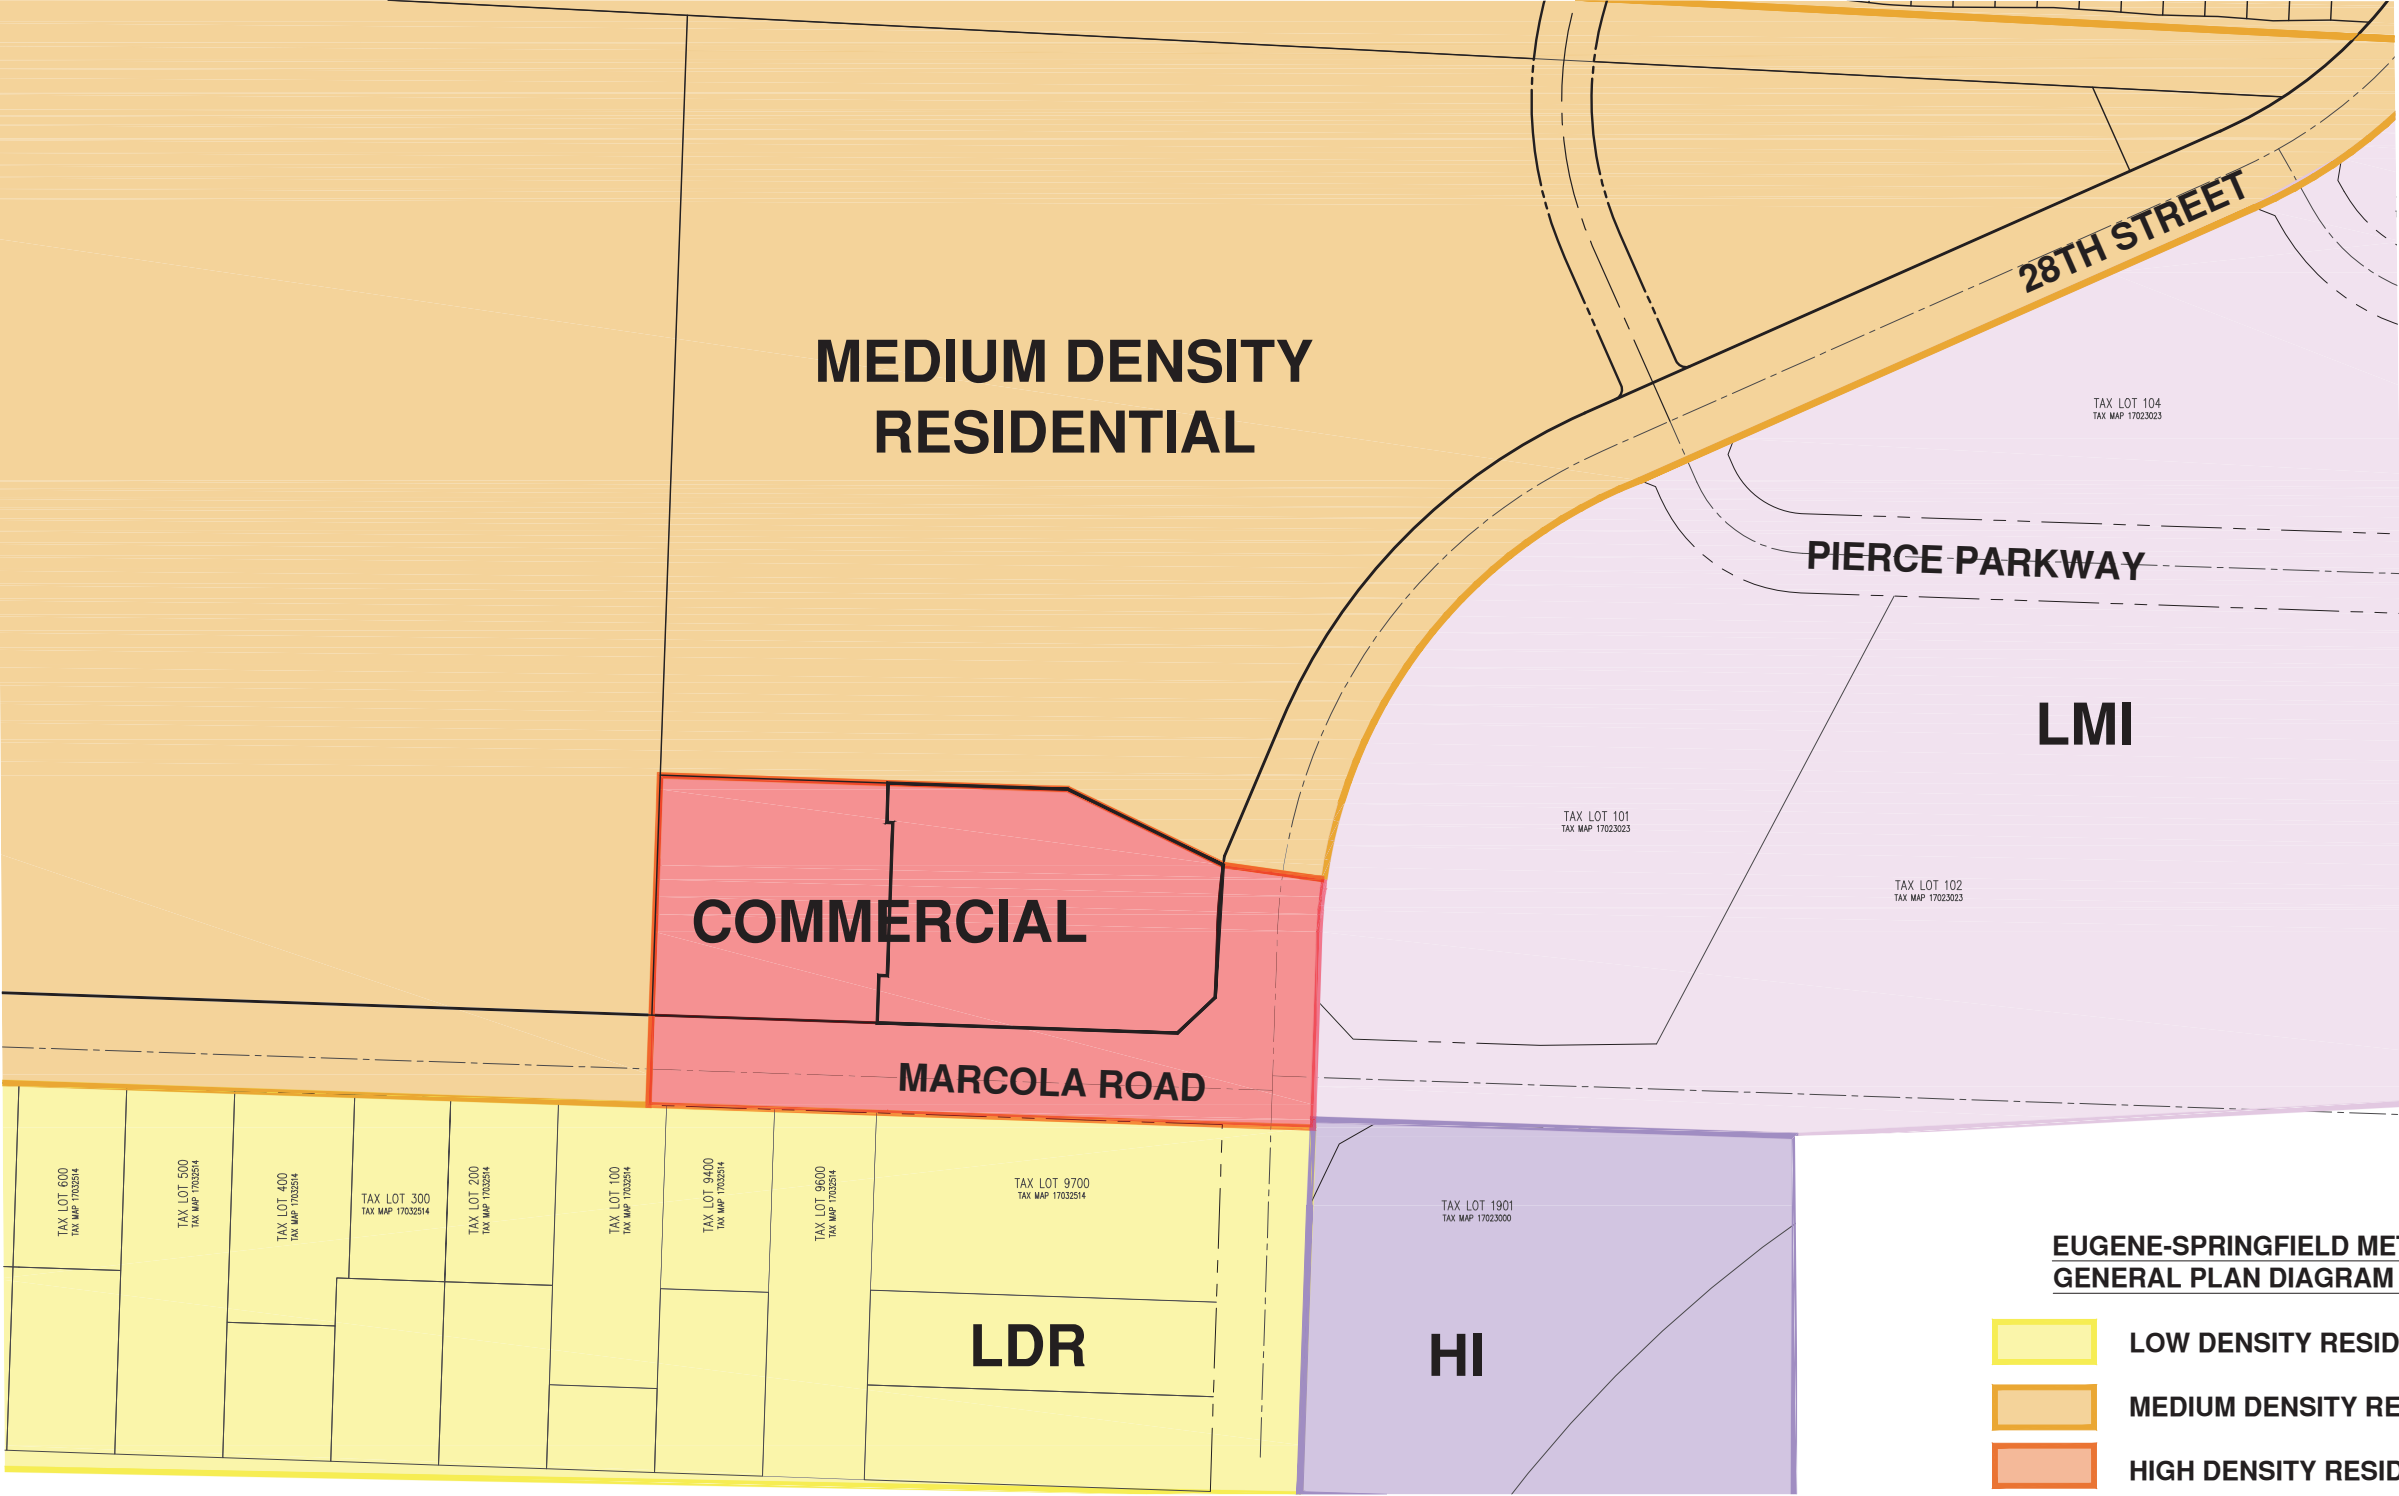 MEDIUM DENSITY
RESIDENTIAL
28TH STREET
TAX LOT 104
TAX MAP 17023023
PIERCE PARKWAY
LMI
TAX LOT 101
TAX MAP 17023023
TAX LOT 102
TAX MAP 17023023
COMMERCIAL
MARCOLA ROAD
TAX LOT 600
TAX MAP 17032514
TAX LOT 500
TAX MAP 17032514
TAX LOT 400
TAX MAP 17032514
TAX LOT 300
TAX MAP 17032514
TAX LOT 200
TAX MAP 17032514
TAX LOT 100
TAX MAP 17032514
TAX LOT 9400
TAX MAP 17032514
TAX LOT 9600
TAX MAP 17032514
TAX LOT 9700
TAX MAP 17032514
TAX LOT 1901
TAX MAP 17023000
LDR
HI
EUGENE-SPRINGFIELD MET
GENERAL PLAN DIAGRAM
LOW DENSITY RESID
MEDIUM DENSITY RE
HIGH DENSITY RESID